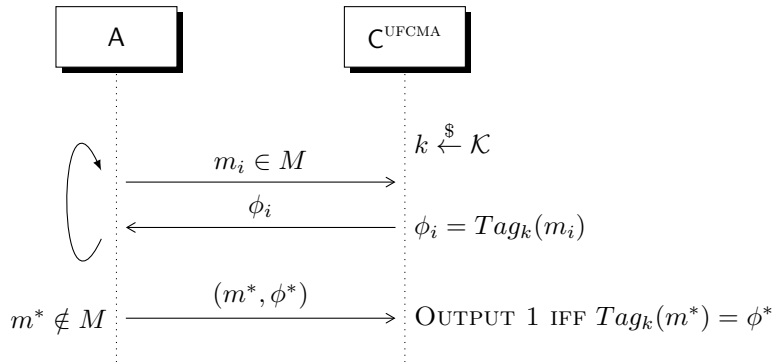 A
C^UFCMA
k ←$ 𝒦
m_i ∈ M
ϕ_i
ϕ_i = Tag_k(m_i)
m* ∉ M
(m*, ϕ*)
OUTPUT 1 IFF Tag_k(m*) = ϕ*